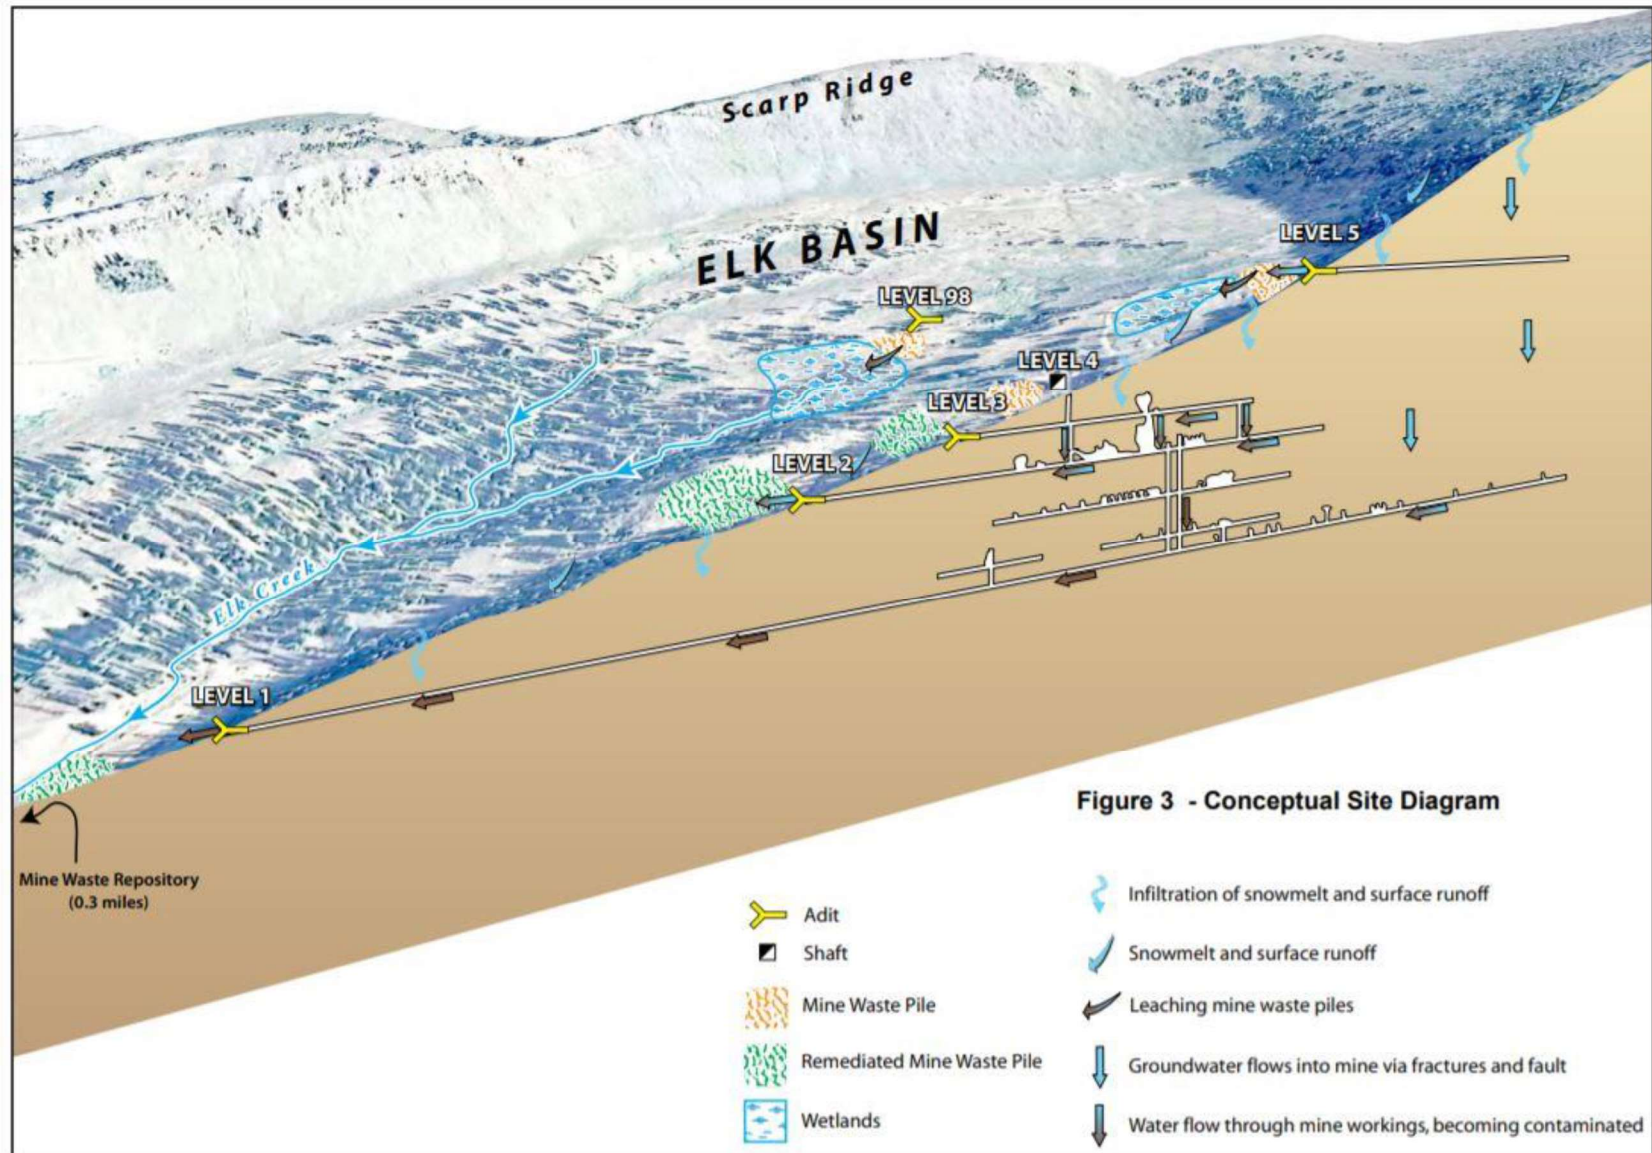 Scarp Ridge
ELK BASIN
LEVEL 5
LEVEL 98
LEVEL 4
LEVEL 3
LEVEL 2
Elk Creek
LEVEL 1
Mine Waste Repository
(0.3 miles)
Figure 3 - Conceptual Site Diagram
Adit
Shaft
Mine Waste Pile
Remediated Mine Waste Pile
Wetlands
Infiltration of snowmelt and surface runoff
Snowmelt and surface runoff
Leaching mine waste piles
Groundwater flows into mine via fractures and fault
Water flow through mine workings, becoming contaminated